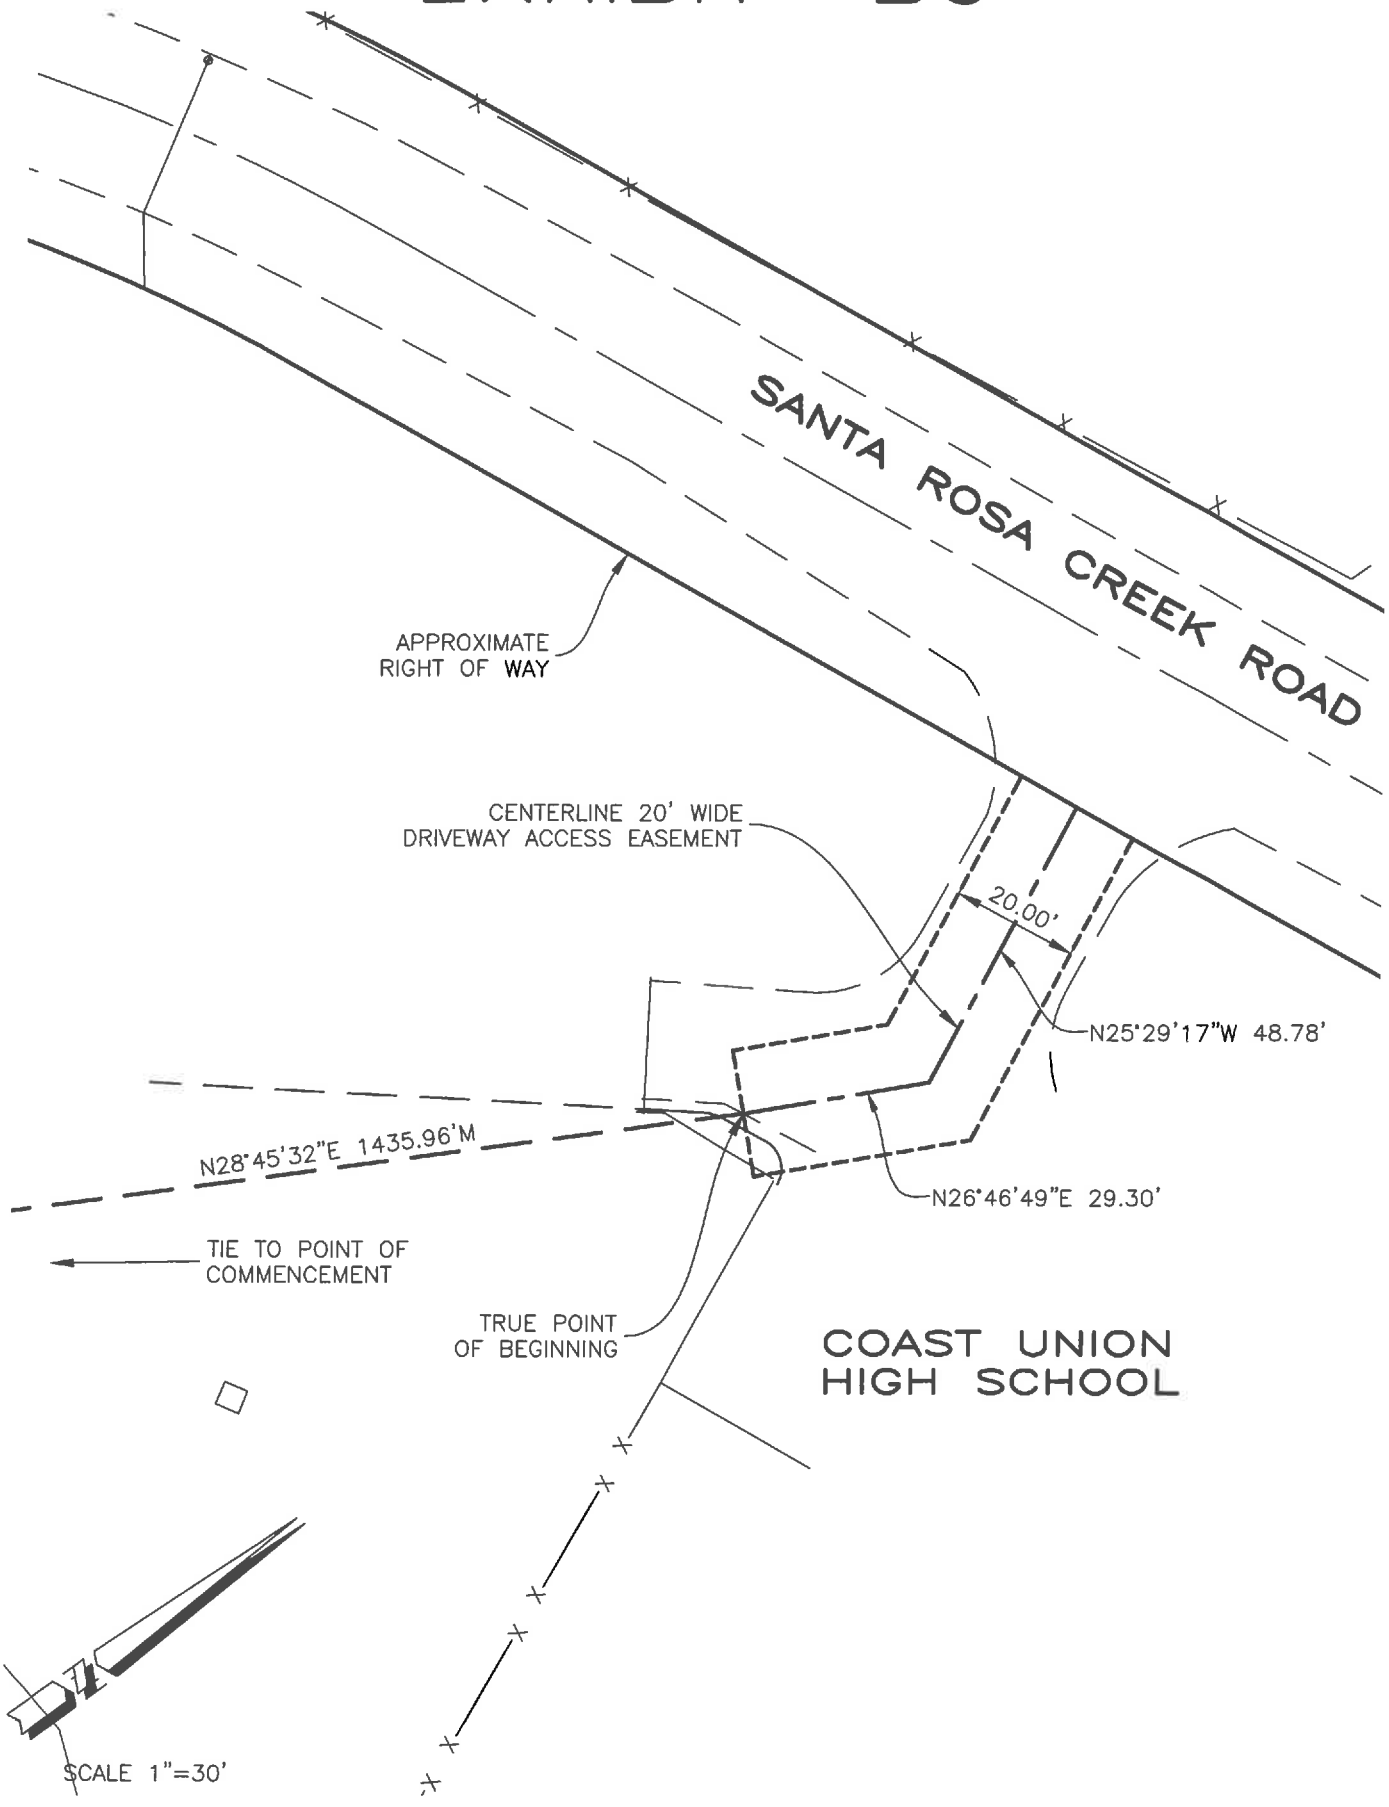 SANTA ROSA CREEK ROAD
APPROXIMATE
RIGHT OF WAY
CENTERLINE 20' WIDE
DRIVEWAY ACCESS EASEMENT
20.00'
N25°29'17"W 48.78'
N28°45'32"E 1435.96'M
N26°46'49"E 29.30'
TIE TO POINT OF
COMMENCEMENT
TRUE POINT
OF BEGINNING
COAST UNION
HIGH SCHOOL
Z
SCALE 1"=30'